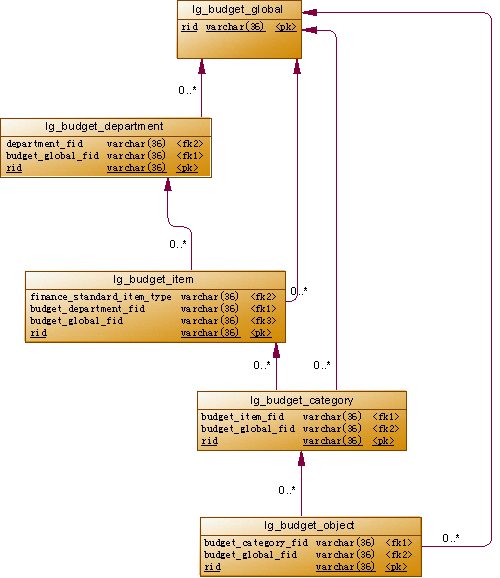 lg_budget_global
rid varchar(36) <pk>
0..*
lg_budget_department
department_fid varchar(36) <fk2>
budget_global_fid varchar(36) <fk1>
rid varchar(36) <pk>
0..*
lg_budget_item
finance_standard_item_type varchar(36) <fk2>
budget_department_fid varchar(36) <fk1>
budget_global_fid varchar(36) <fk3>
rid varchar(36) <pk>
0..*
0..*
0..*
lg_budget_category
budget_item_fid varchar(36) <fk1>
budget_global_fid varchar(36) <fk2>
rid varchar(36) <pk>
0..*
lg_budget_object
budget_category_fid varchar(36) <fk1>
budget_global_fid varchar(36) <fk2>
rid varchar(36) <pk>
0..*